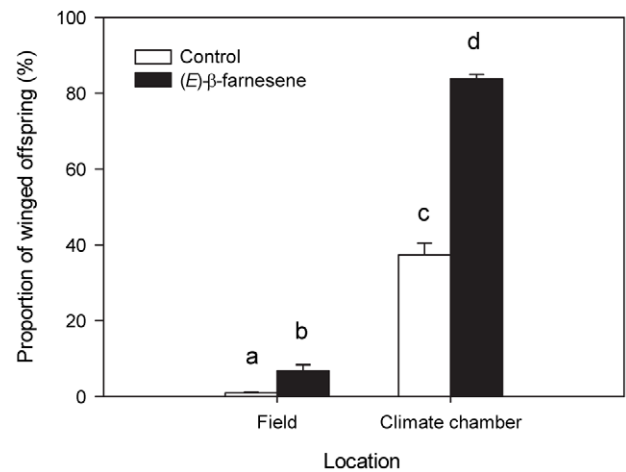 Proportion of winged offspring (%)
100
80
60
40
20
0
Control
(E)-β-farnesene
a
b
c
d
Field
Climate chamber
Location